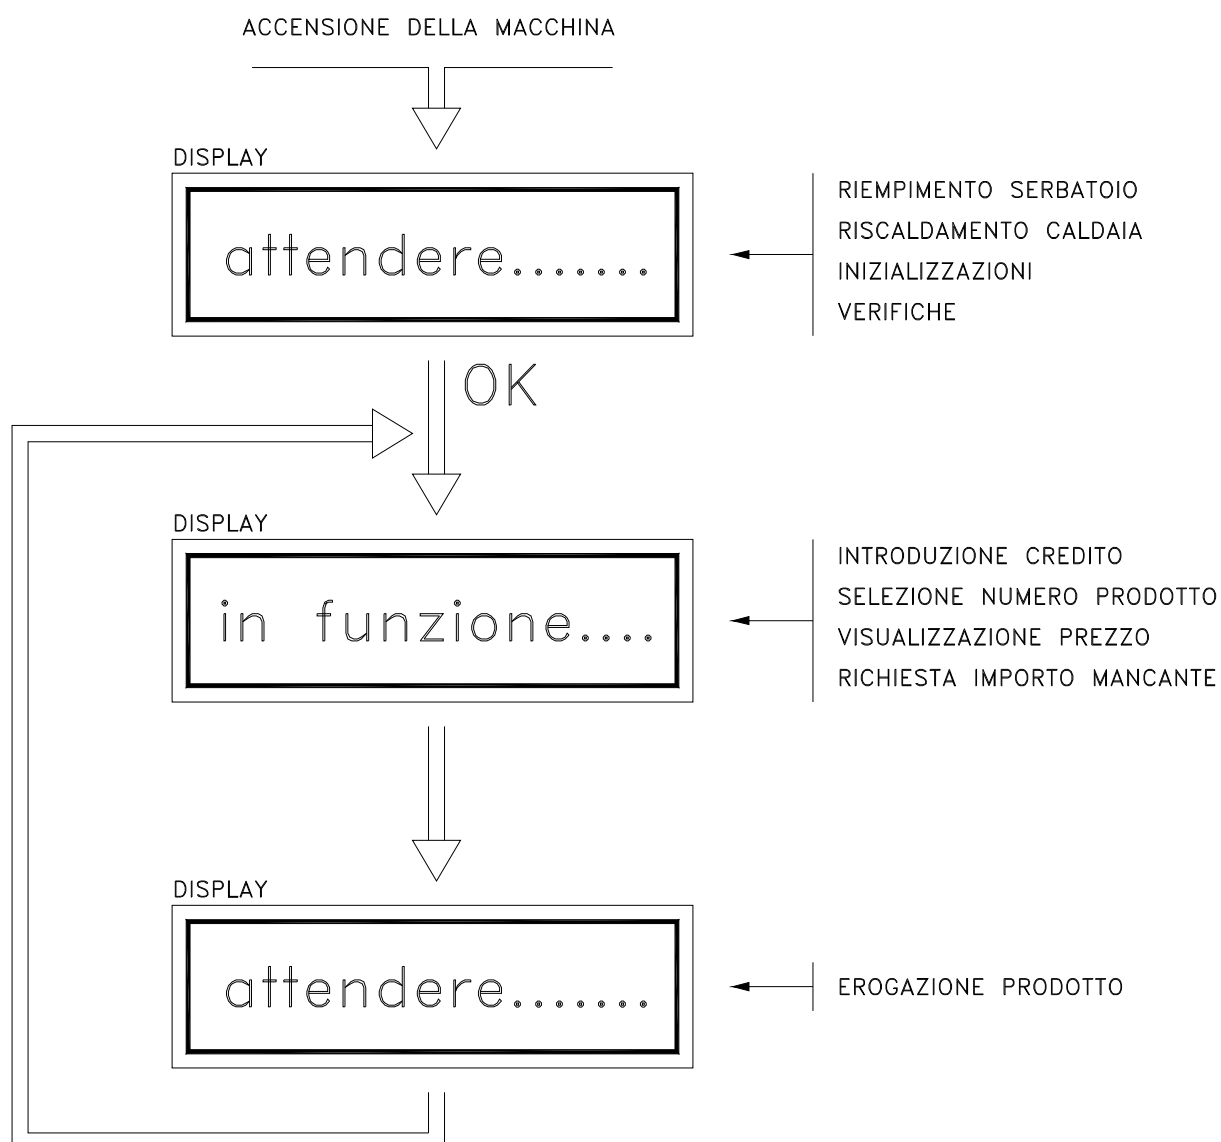 ACCENSIONE DELLA MACCHINA
DISPLAY
attendere.......
RIEMPIMENTO SERBATOIO
RISCALDAMENTO CALDAIA
INIZIALIZZAZIONI
VERIFICHE
OK
DISPLAY
in funzione....
INTRODUZIONE CREDITO
SELEZIONE NUMERO PRODOTTO
VISUALIZZAZIONE PREZZO
RICHIESTA IMPORTO MANCANTE
DISPLAY
attendere.......
EROGAZIONE PRODOTTO